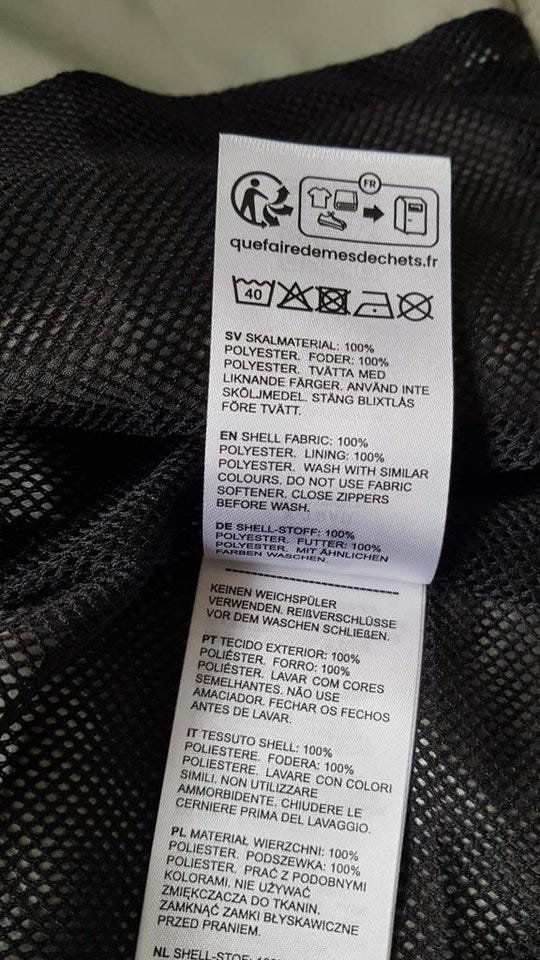 FR
quefairedemesdechets.fr
40
SV SKALMATERIAL: 100%
POLYESTER. FODER: 100%
POLYESTER. TVÄTTA MED
LIKNANDE FÄRGER. ANVÄND INTE
SKÖLJMEDEL. STÄNG BLIXTLÅS
FÖRE TVÄTT.
EN SHELL FABRIC: 100%
POLYESTER. LINING: 100%
POLYESTER. WASH WITH SIMILAR
COLOURS. DO NOT USE FABRIC
SOFTENER. CLOSE ZIPPERS
BEFORE WASH.
DE SHELL-STOFF: 100%
POLYESTER. FUTTER: 100%
POLYESTER. MIT ÄHNLICHEN
FARBEN WASCHEN.
KEINEN WEICHSPÜLER
VERWENDEN. REIßVERSCHLÜSSE
VOR DEM WASCHEN SCHLIEßEN.
PT TECIDO EXTERIOR: 100%
POLIÉSTER. FORRO: 100%
POLIÉSTER. LAVAR COM CORES
SEMELHANTES. NÃO USE
AMACIADOR. FECHAR OS FECHOS
ANTES DE LAVAR.
IT TESSUTO SHELL: 100%
POLIESTERE. FODERA: 100%
POLIESTERE. LAVARE CON COLORI
SIMILI. NON UTILIZZARE
AMMORBIDENTE. CHIUDERE LE
CERNIERE PRIMA DEL LAVAGGIO.
PL MATERIAŁ WIERZCHNI: 100%
POLIESTER. PODSZEWKA: 100%
POLIESTER. PRAĆ Z PODOBNYMI
KOLORAMI. NIE UŻYWAĆ
ZMIĘKCZACZA DO TKANIN.
ZAMKNĄĆ ZAMKI BŁYSKAWICZNE
PRZED PRANIEM.
NL SHELL-STOF: 100%